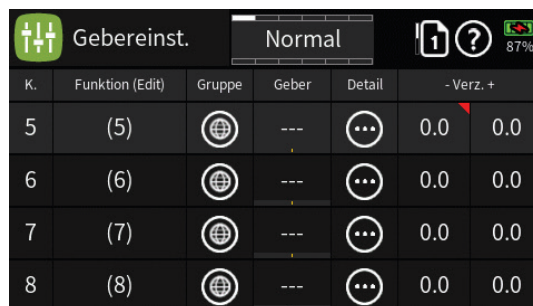 Gebereinst. Normal 1 ? 87%
K. Funktion (Edit) Gruppe Geber Detail - Verz. +
5 (5) --- 0.0 0.0
6 (6) --- 0.0 0.0
7 (7) --- 0.0 0.0
8 (8) --- 0.0 0.0